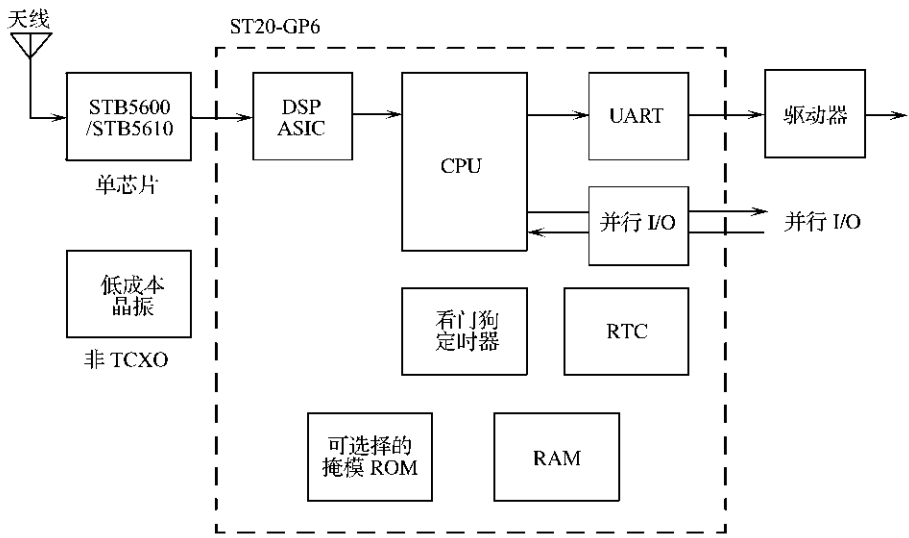 天线
ST20-GP6
STB5600
/STB5610
单芯片
DSP
ASIC
CPU
UART
驱动器
并行 I/O
并行 I/O
低成本
晶振
非 TCXO
看门狗
定时器
RTC
可选择的
掩模 ROM
RAM